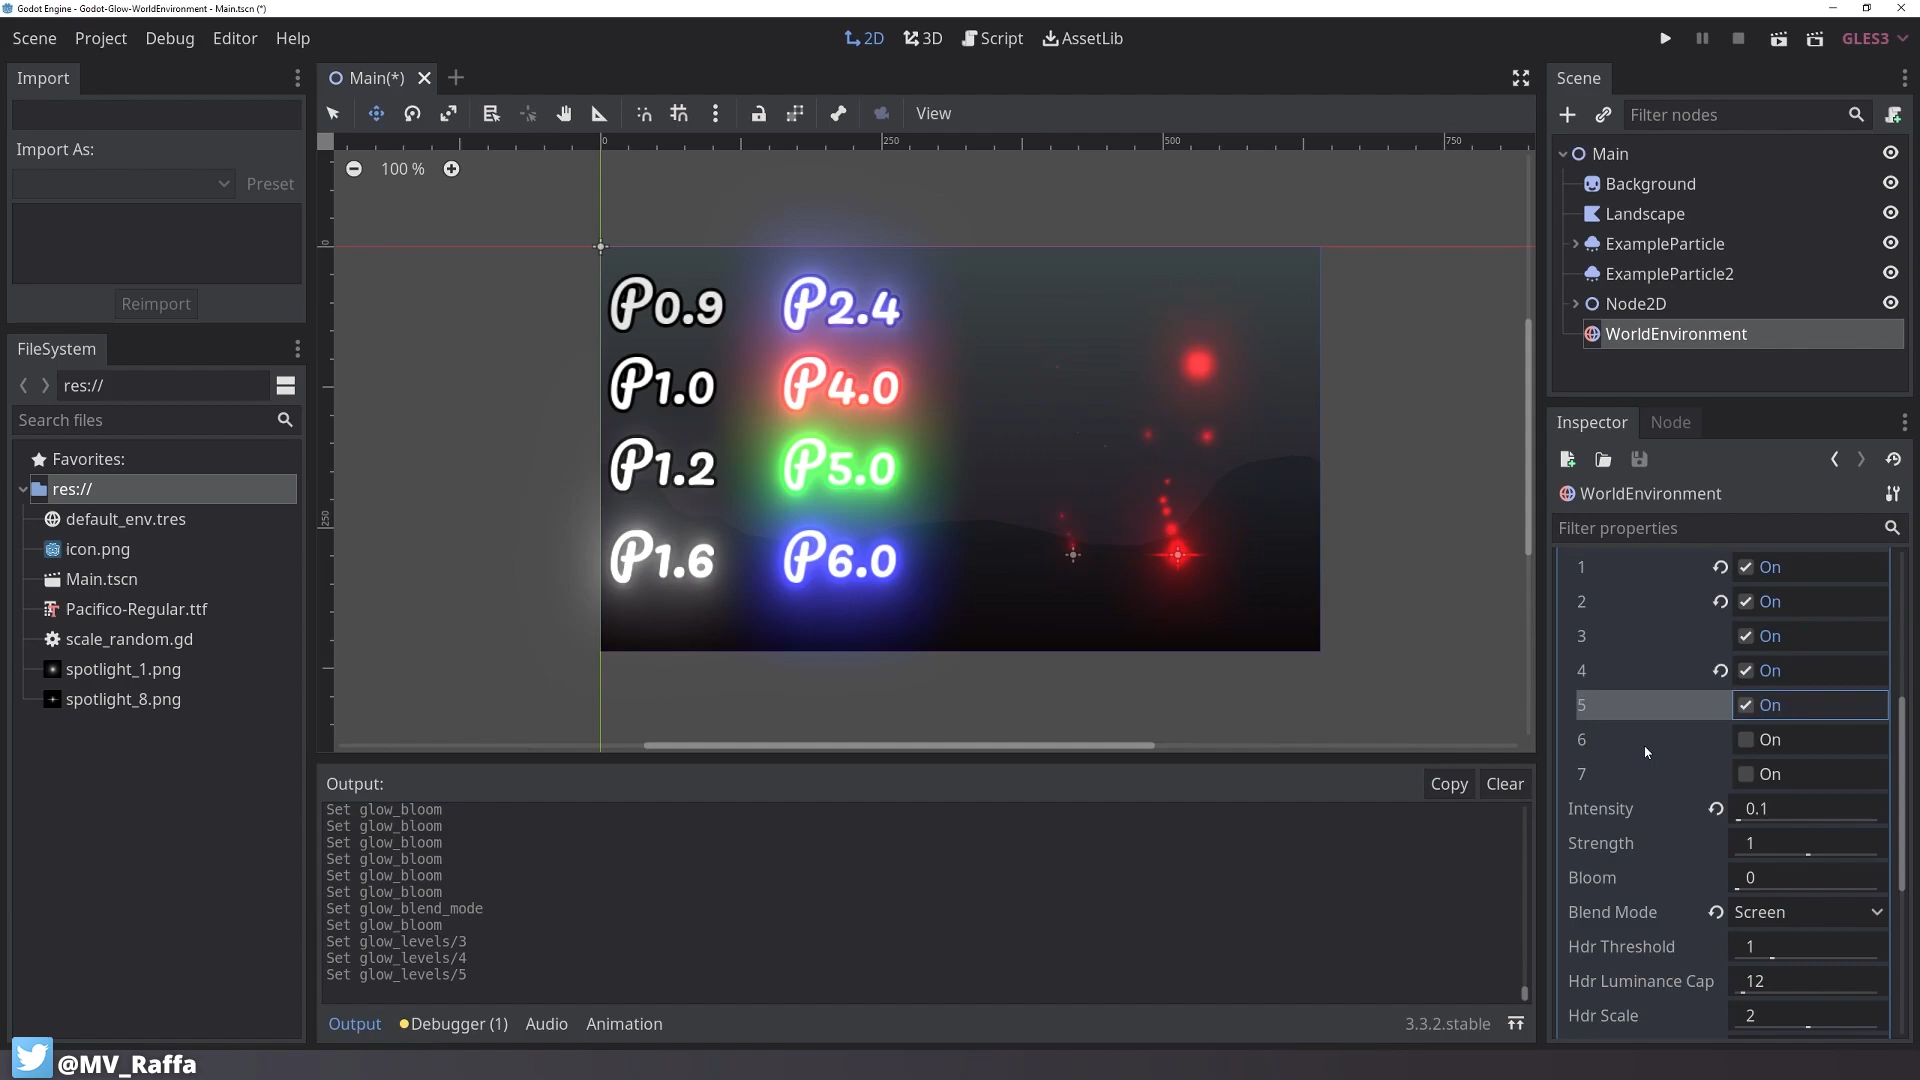 Godot Engine - Godot-Glow-WorldEnvironment - Main.tscn (*)
Scene Project Debug Editor Help
2D 3D Script AssetLib
GLES3
Import
Import As:
Preset
Reimport
FileSystem
res://
Search files
Favorites:
res://
default_env.tres
icon.png
Main.tscn
Pacifico-Regular.ttf
scale_random.gd
spotlight_1.png
spotlight_8.png
Main(*)
View
0 250 500 750
0
250
100 %
P0.9 P2.4
P1.0 P4.0
P1.2 P5.0
P1.6 P6.0
Output:
Copy Clear
Set glow_bloom
Set glow_bloom
Set glow_bloom
Set glow_bloom
Set glow_bloom
Set glow_bloom
Set glow_blend_mode
Set glow_bloom
Set glow_levels/3
Set glow_levels/4
Set glow_levels/5
Output Debugger (1) Audio Animation
3.3.2.stable
Scene
Filter nodes
Main
Background
Landscape
ExampleParticle
ExampleParticle2
Node2D
WorldEnvironment
Inspector Node
WorldEnvironment
Filter properties
1 On
2 On
3 On
4 On
5 On
6 On
7 On
Intensity 0.1
Strength 1
Bloom 0
Blend Mode Screen
Hdr Threshold 1
Hdr Luminance Cap 12
Hdr Scale 2
@MV_Raffa